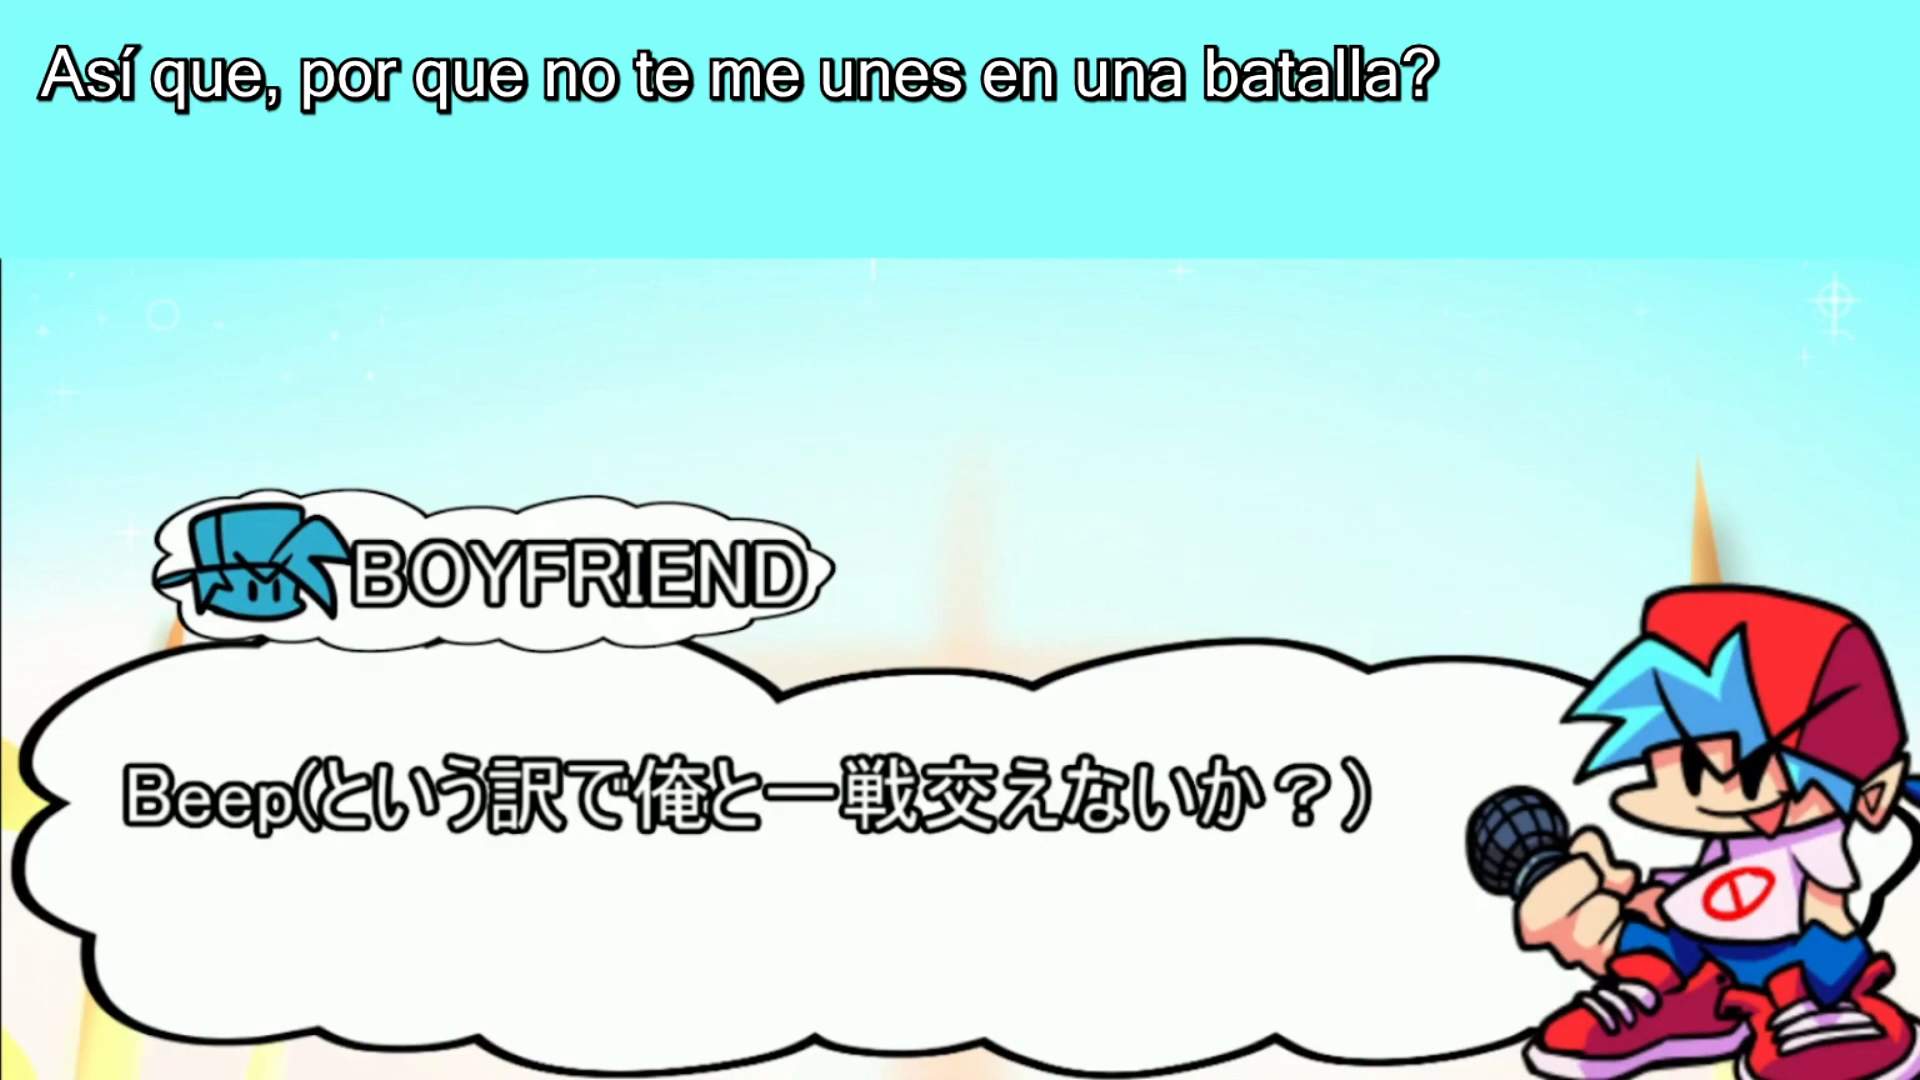 Así que, por que no te me unes en una batalla?
BOYFRIEND
Beep(という訳で俺と一戦交えないか？)